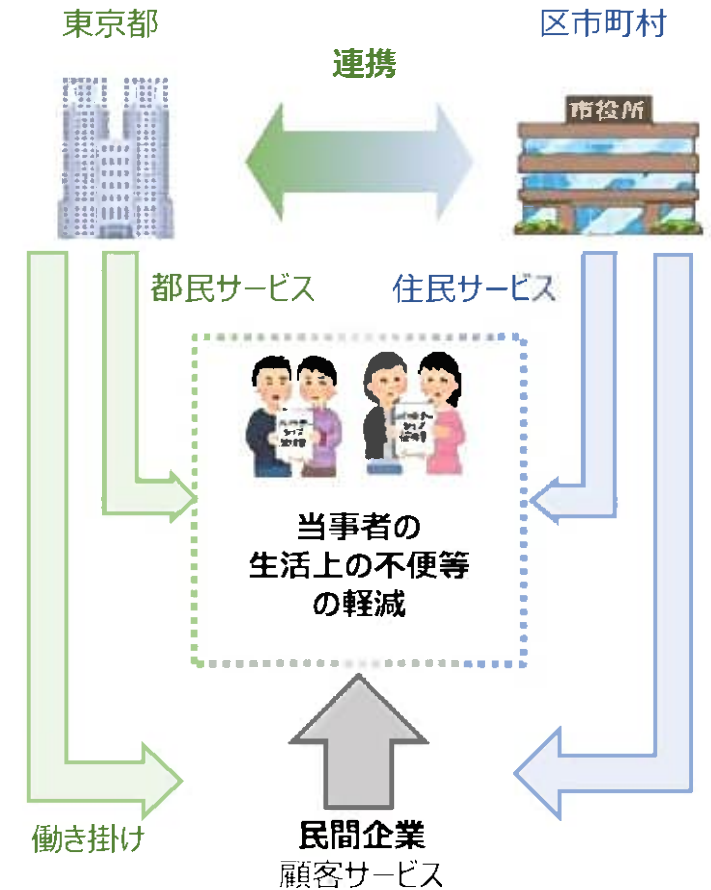 東京都
区市町村
連携
市役所
都民サービス
住民サービス
当事者の
生活上の不便等
の軽減
働き掛け
民間企業
顧客サービス